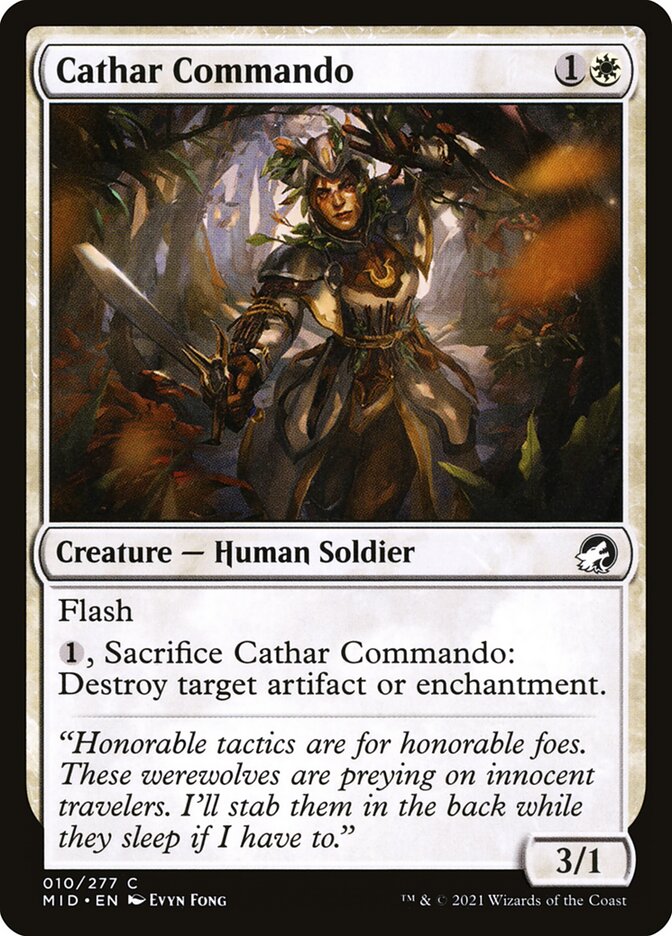 Cathar Commando 1
Creature — Human Soldier
Flash
1, Sacrifice Cathar Commando:
Destroy target artifact or enchantment.
“Honorable tactics are for honorable foes.
These werewolves are preying on innocent
travelers. I’ll stab them in the back while
they sleep if I have to.”
3/1
010/277 C
MID • EN Evyn Fong
™ & © 2021 Wizards of the Coast